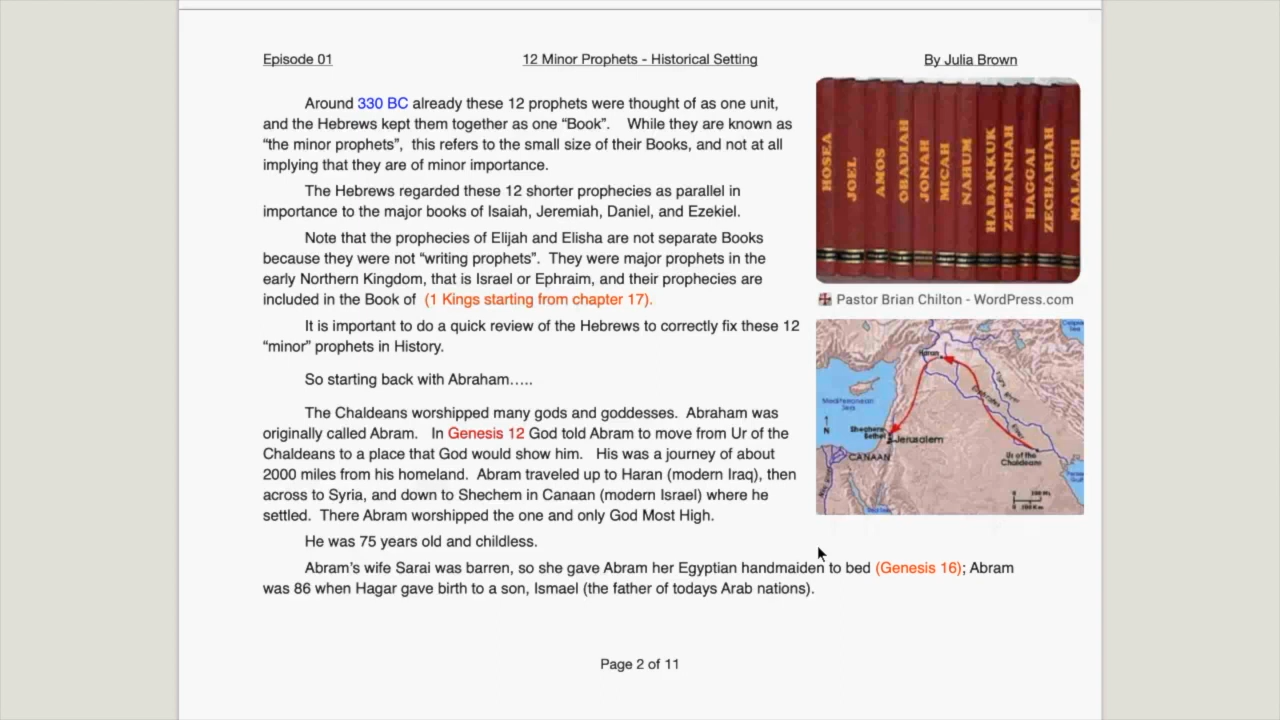 Episode 01
12 Minor Prophets - Historical Setting
By Julia Brown
Around 330 BC already these 12 prophets were thought of as one unit,
and the Hebrews kept them together as one “Book”. While they are known as
“the minor prophets”, this refers to the small size of their Books, and not at all
implying that they are of minor importance.
The Hebrews regarded these 12 shorter prophecies as parallel in
importance to the major books of Isaiah, Jeremiah, Daniel, and Ezekiel.
Note that the prophecies of Elijah and Elisha are not separate Books
because they were not “writing prophets”. They were major prophets in the
early Northern Kingdom, that is Israel or Ephraim, and their prophecies are
included in the Book of (1 Kings starting from chapter 17).
It is important to do a quick review of the Hebrews to correctly fix these 12
“minor” prophets in History.
So starting back with Abraham…..
The Chaldeans worshipped many gods and goddesses. Abraham was
originally called Abram. In Genesis 12 God told Abram to move from Ur of the
Chaldeans to a place that God would show him. His was a journey of about
2000 miles from his homeland. Abram traveled up to Haran (modern Iraq), then
across to Syria, and down to Shechem in Canaan (modern Israel) where he
settled. There Abram worshipped the one and only God Most High.
He was 75 years old and childless.
Abram’s wife Sarai was barren, so she gave Abram her Egyptian handmaiden to bed (Genesis 16); Abram
was 86 when Hagar gave birth to a son, Ismael (the father of todays Arab nations).
HOSEA
JOEL
AMOS
OBADIAH
JONAH
MICAH
NAHUM
HABAKKUK
ZEPHANIAH
HAGGAI
ZECHARIAH
MALACHI
Pastor Brian Chilton - WordPress.com
Haran
Mediterranean
Sea
N
Shechem
Bethel
Jerusalem
CANAAN
Ur of the
Chaldeans
Page 2 of 11